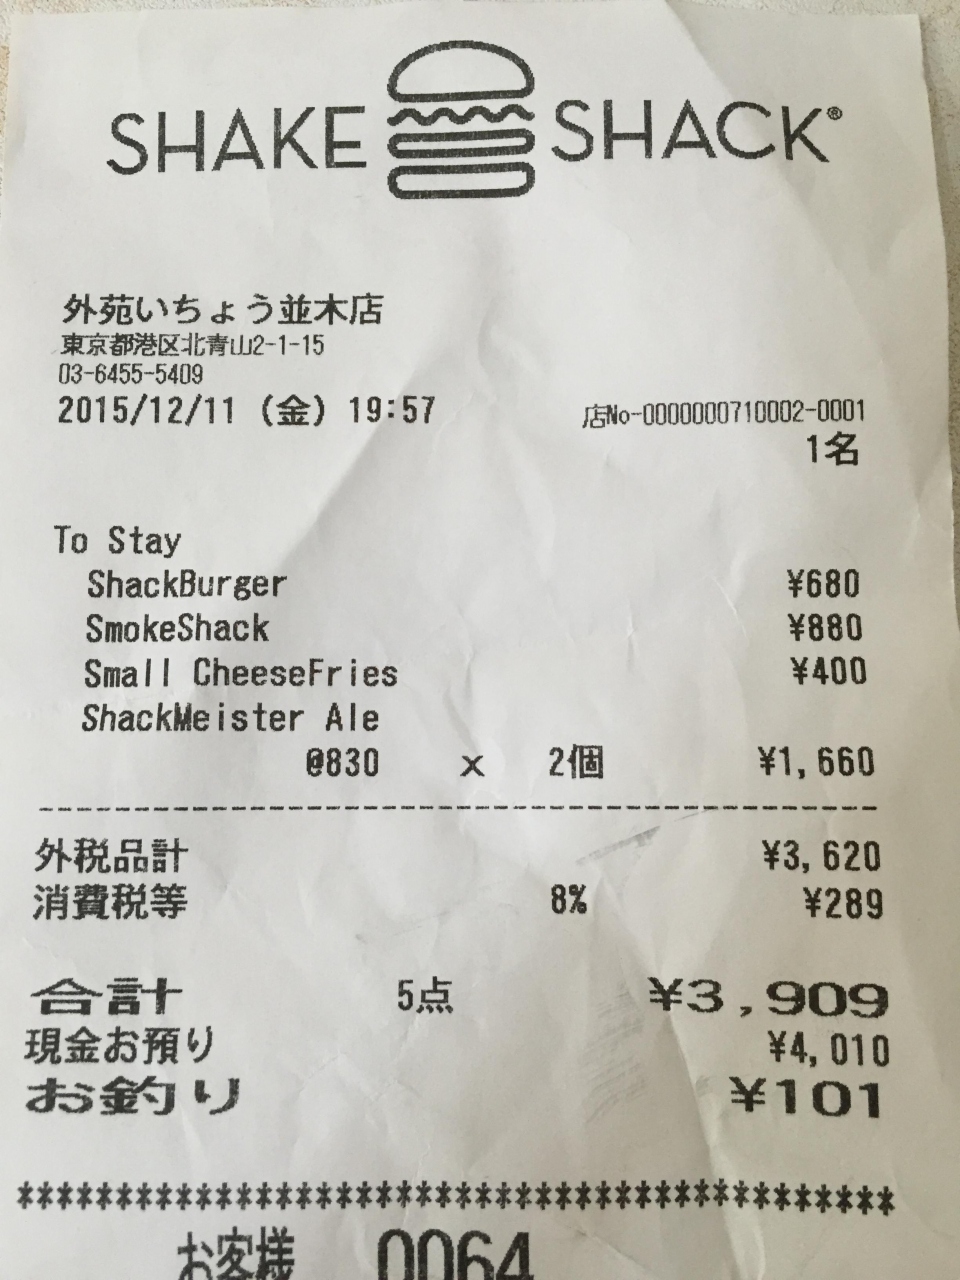 SHAKE SHACK®
外苑いちょう並木店
東京都港区北青山2-1-15
03-6455-5409
2015/12/11 (金) 19:57 店No-0000000710002-0001
1名
To Stay
ShackBurger ¥680
SmokeShack ¥880
Small CheeseFries ¥400
ShackMeister Ale
@830 x 2個 ¥1,660
--------------------------------------------------
外税品計 ¥3,620
消費税等 8% ¥289
合計 5点 ¥3,909
現金お預り ¥4,010
お釣り ¥101
******************************************
お客様 0064